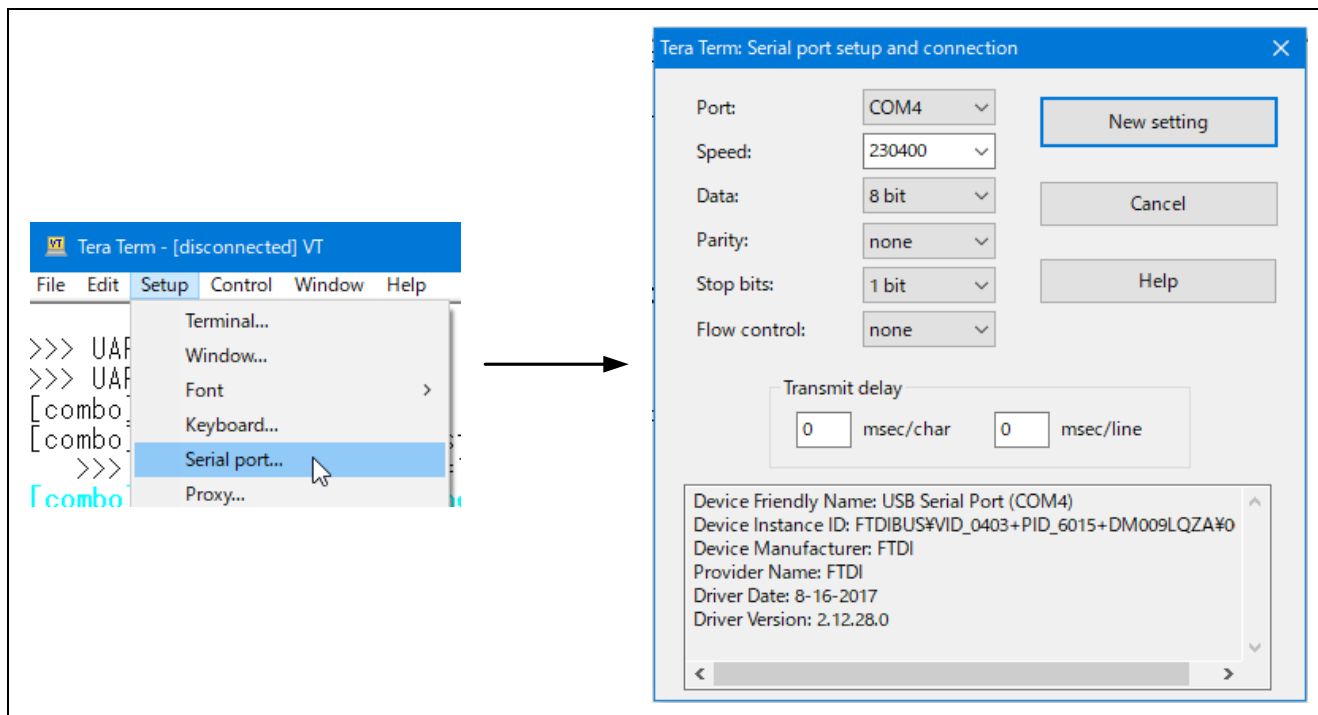 Tera Term - [disconnected] VT
File Edit Setup Control Window Help
Terminal...
Window...
Font
Keyboard...
Serial port...
Proxy...
>>>
>>>
[combo
[combo
>>>
[combo
Tera Term: Serial port setup and connection
Port: COM4
New setting
Speed: 230400
Data: 8 bit
Cancel
Parity: none
Stop bits: 1 bit
Help
Flow control: none
Transmit delay
0 msec/char 0 msec/line
Device Friendly Name: USB Serial Port (COM4)
Device Instance ID: FTDIBUS¥VID_0403+PID_6015+DM009LQZA¥0
Device Manufacturer: FTDI
Provider Name: FTDI
Driver Date: 8-16-2017
Driver Version: 2.12.28.0